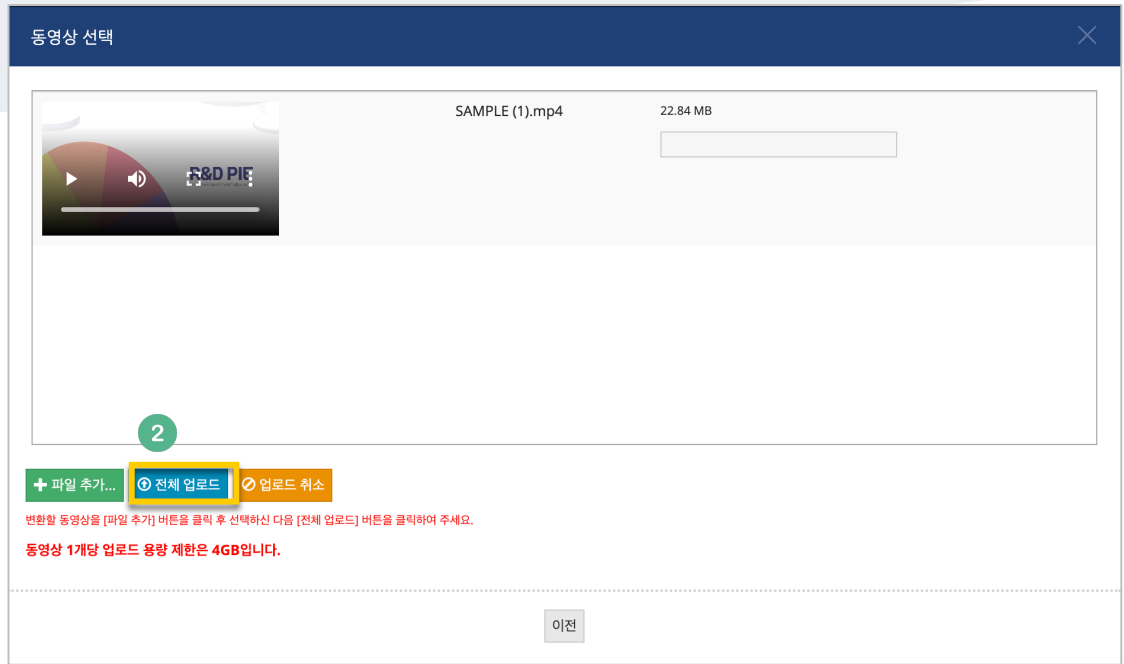 동영상 선택
SAMPLE (1).mp4
22.84 MB
R&D PIE
2
파일 추가...
전체 업로드
업로드 취소
변환할 동영상을 [파일 추가] 버튼을 클릭 후 선택하신 다음 [전체 업로드] 버튼을 클릭하여 주세요.
동영상 1개당 업로드 용량 제한은 4GB입니다.
이전